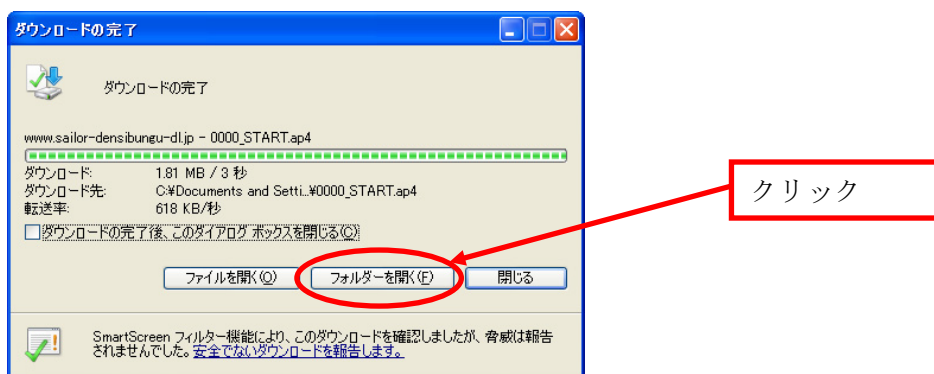 ダウンロードの完了
ダウンロードの完了
www.sailor-densibungu-dl.jp - 0000_START.ap4
ダウンロード: 1.81 MB / 3 秒
ダウンロード先: C:¥Documents and Setti...¥0000_START.ap4
転送率: 618 KB/秒
ダウンロードの完了後、このダイアログ ボックスを閉じる(C)
ファイルを開く(O) フォルダーを開く(F) 閉じる
クリック
SmartScreen フィルター機能により、このダウンロードを確認しましたが、脅威は報告
されませんでした。安全でないダウンロードを報告します。